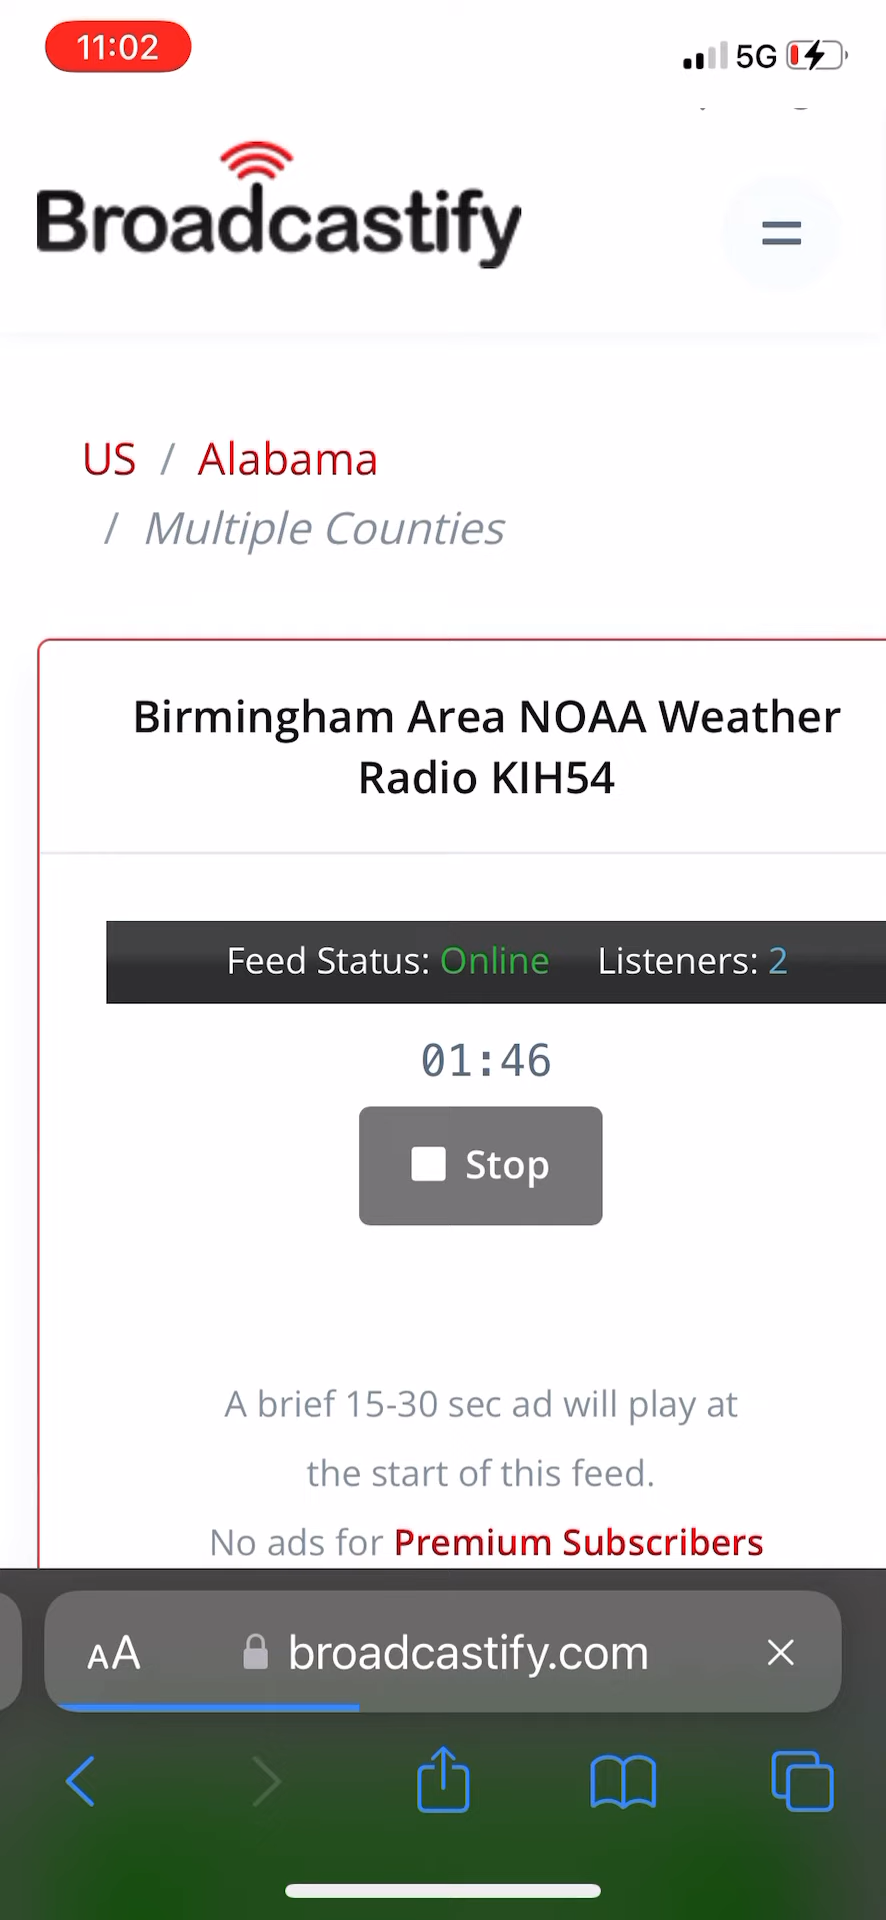 11:02
5G
Broadcastify
US / Alabama
/ Multiple Counties
Birmingham Area NOAA Weather
Radio KIH54
Feed Status: Online Listeners: 2
01:46
Stop
A brief 15-30 sec ad will play at
the start of this feed.
No ads for Premium Subscribers
AA broadcastify.com